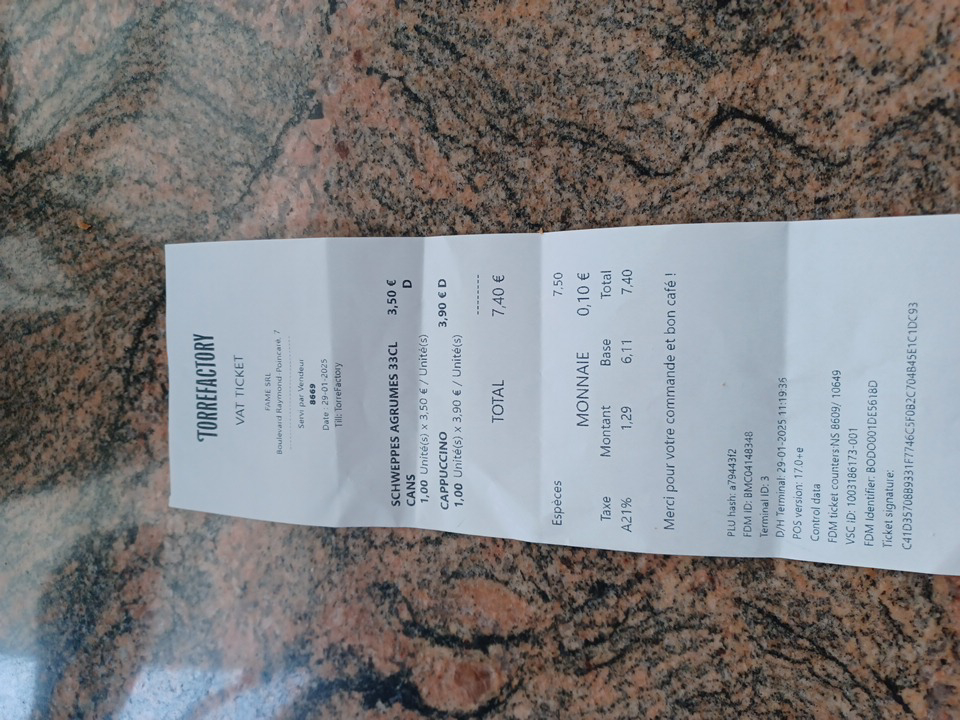 TORREFACTORY
VAT TICKET
FAME SRL
Boulevard Raymond-Poincaré, 7
Servi par Vendeur
8669
Date : 29-01-2025
Till: TorreFactory
SCHWEPPES AGRUMES 33CL 3,50 €
CANS D
1,00 Unité(s) x 3,50 € / Unité(s)
CAPPUCCINO 3,90 € D
1,00 Unité(s) x 3,90 € / Unité(s)
--------
TOTAL 7,40 €
Espèces 7,50
MONNAIE 0,10 €
Taxe Montant Base Total
A21% 1,29 6,11 7,40
Merci pour votre commande et bon café !
PLU hash: a79443f2
FDM ID: BMC04148348
Terminal ID: 3
D/H Terminal: 29-01-2025 11:19:36
POS version: 17.0+e
Control data
FDM ticket counters:NS 8609/ 10649
VSC iD: 1003186173-001
FDM Identifier: BODO001DE5618D
Ticket signature:
C41D35708B9331F7746C5F0B2C704B45E1C1DC93